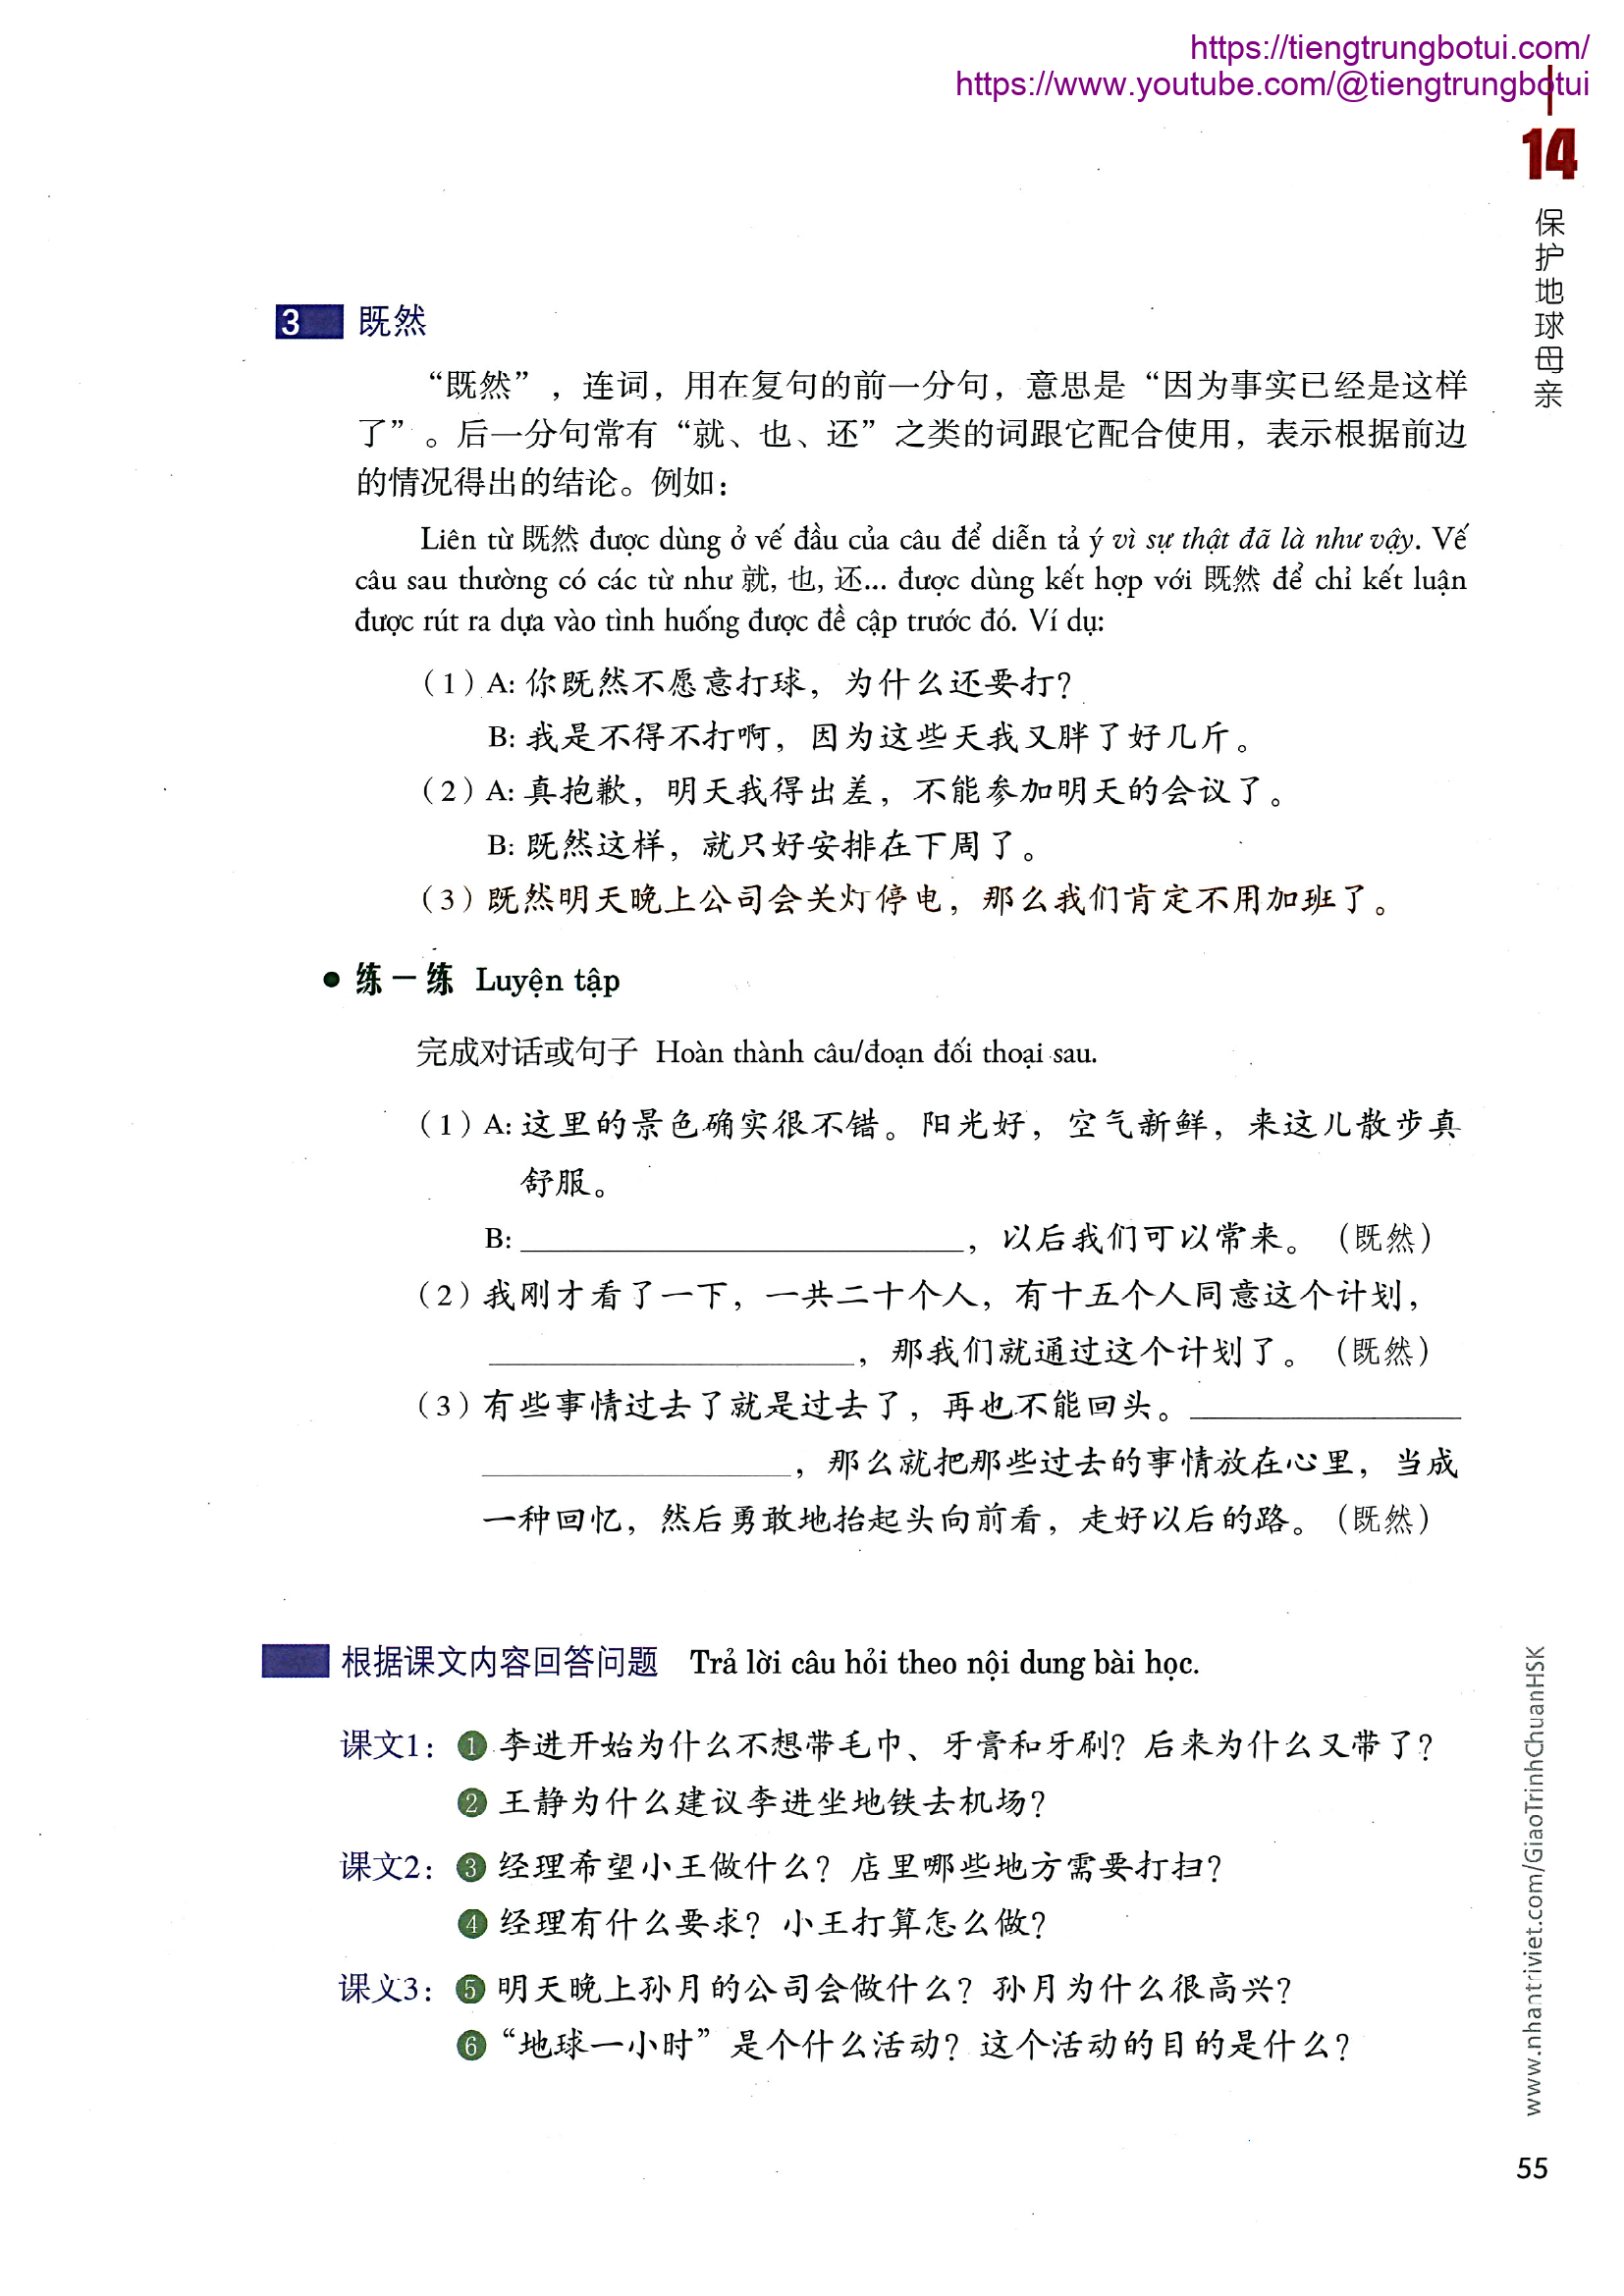 https://tiengtrungbotui.com/
https://www.youtube.com/@tiengtrungbotui
14
保护地球母亲
3 既然
“既然”，连词，用在复句的前一分句，意思是“因为事实已经是这样
了”。后一分句常有“就、也、还”之类的词跟它配合使用，表示根据前边
的情况得出的结论。例如：
Liên từ 既然 được dùng ở vế đầu của câu để diễn tả ý vì sự thật đã là như vậy. Vế
câu sau thường có các từ như 就, 也, 还... được dùng kết hợp với 既然 để chỉ kết luận
được rút ra dựa vào tình huống được đề cập trước đó. Ví dụ:
（1）A: 你既然不愿意打球，为什么还要打？
B: 我是不得不打啊，因为这些天我又胖了好几斤。
（2）A: 真抱歉，明天我得出差，不能参加明天的会议了。
B: 既然这样，就只好安排在下周了。
（3）既然明天晚上公司会关灯停电，那么我们肯定不用加班了。
● 练一练 Luyện tập
完成对话或句子 Hoàn thành câu/đoạn đối thoại sau.
（1）A: 这里的景色确实很不错。阳光好，空气新鲜，来这儿散步真
舒服。
B: ____________________，以后我们可以常来。（既然）
（2）我刚才看了一下，一共二十个人，有十五个人同意这个计划，
____________________，那我们就通过这个计划了。（既然）
（3）有些事情过去了就是过去了，再也不能回头。____________
____________________，那么就把那些过去的事情放在心里，当成
一种回忆，然后勇敢地抬起头向前看，走好以后的路。（既然）
根据课文内容回答问题 Trả lời câu hỏi theo nội dung bài học.
课文1：❶ 李进开始为什么不想带毛巾、牙膏和牙刷？后来为什么又带了？
❷ 王静为什么建议李进坐地铁去机场？
课文2：❸ 经理希望小王做什么？店里哪些地方需要打扫？
❹ 经理有什么要求？小王打算怎么做？
课文3：❺ 明天晚上孙月的公司会做什么？孙月为什么很高兴？
❻ “地球一小时”是个什么活动？这个活动的目的是什么？
www.nhantriviet.com/GiaoTrinhChuanHSK
55